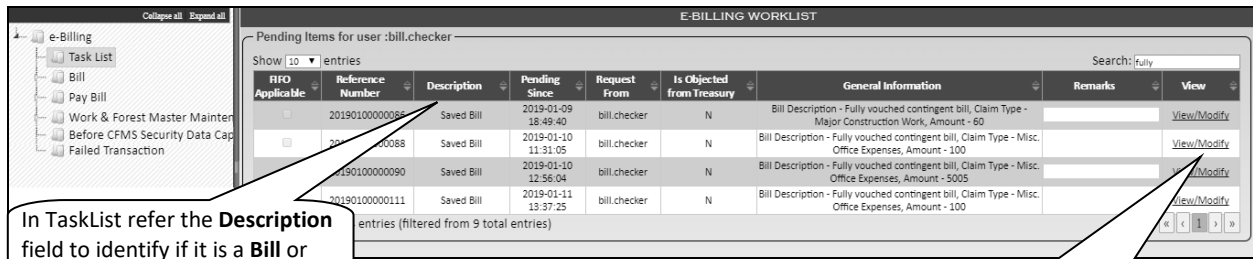 Collapse all Expand all
E-BILLING WORKLIST
e-Billing
Task List
Bill
Pay Bill
Work & Forest Master Mainten
Before CFMS Security Data Cap
Failed Transaction
Pending Items for user :bill.checker
Show 10 entries
Search: fully
FIFO Applicable Reference Number Description Pending Since Request From Is Objected from Treasury General Information Remarks View
20190100000086 Saved Bill 2019-01-09 18:49:40 bill.checker N Bill Description - Fully vouched contingent bill, Claim Type - Major Construction Work, Amount - 60 View/Modify
Saved Bill 2019-01-10 11:31:05 bill.checker N Bill Description - Fully vouched contingent bill, Claim Type - Misc. Office Expenses, Amount - 100 View/Modify
20190100000090 Saved Bill 2019-01-10 12:56:04 bill.checker N Bill Description - Fully vouched contingent bill, Claim Type - Misc. Office Expenses, Amount - 5005
20190100000111 Saved Bill 2019-01-11 13:37:25 bill.checker N Bill Description - Fully vouched contingent bill, Claim Type - Misc. Office Expenses, Amount - 100 View/Modify
entries (filtered from 9 total entries)
« ‹ 1 › »
In TaskList refer the Description
field to identify if it is a Bill or